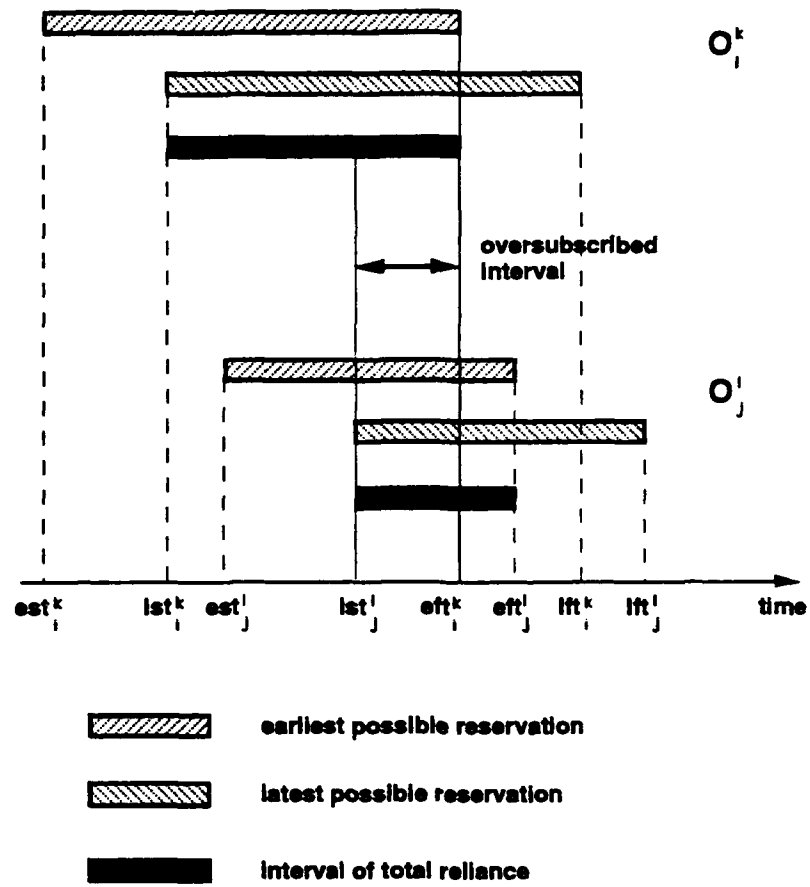 O_i^k
oversubscribed
interval
O_j^l
est_i^k lst_i^k est_j^l lst_j^l eft_i^k eft_j^l lft_i^k lft_j^l time
earliest possible reservation
latest possible reservation
interval of total reliance